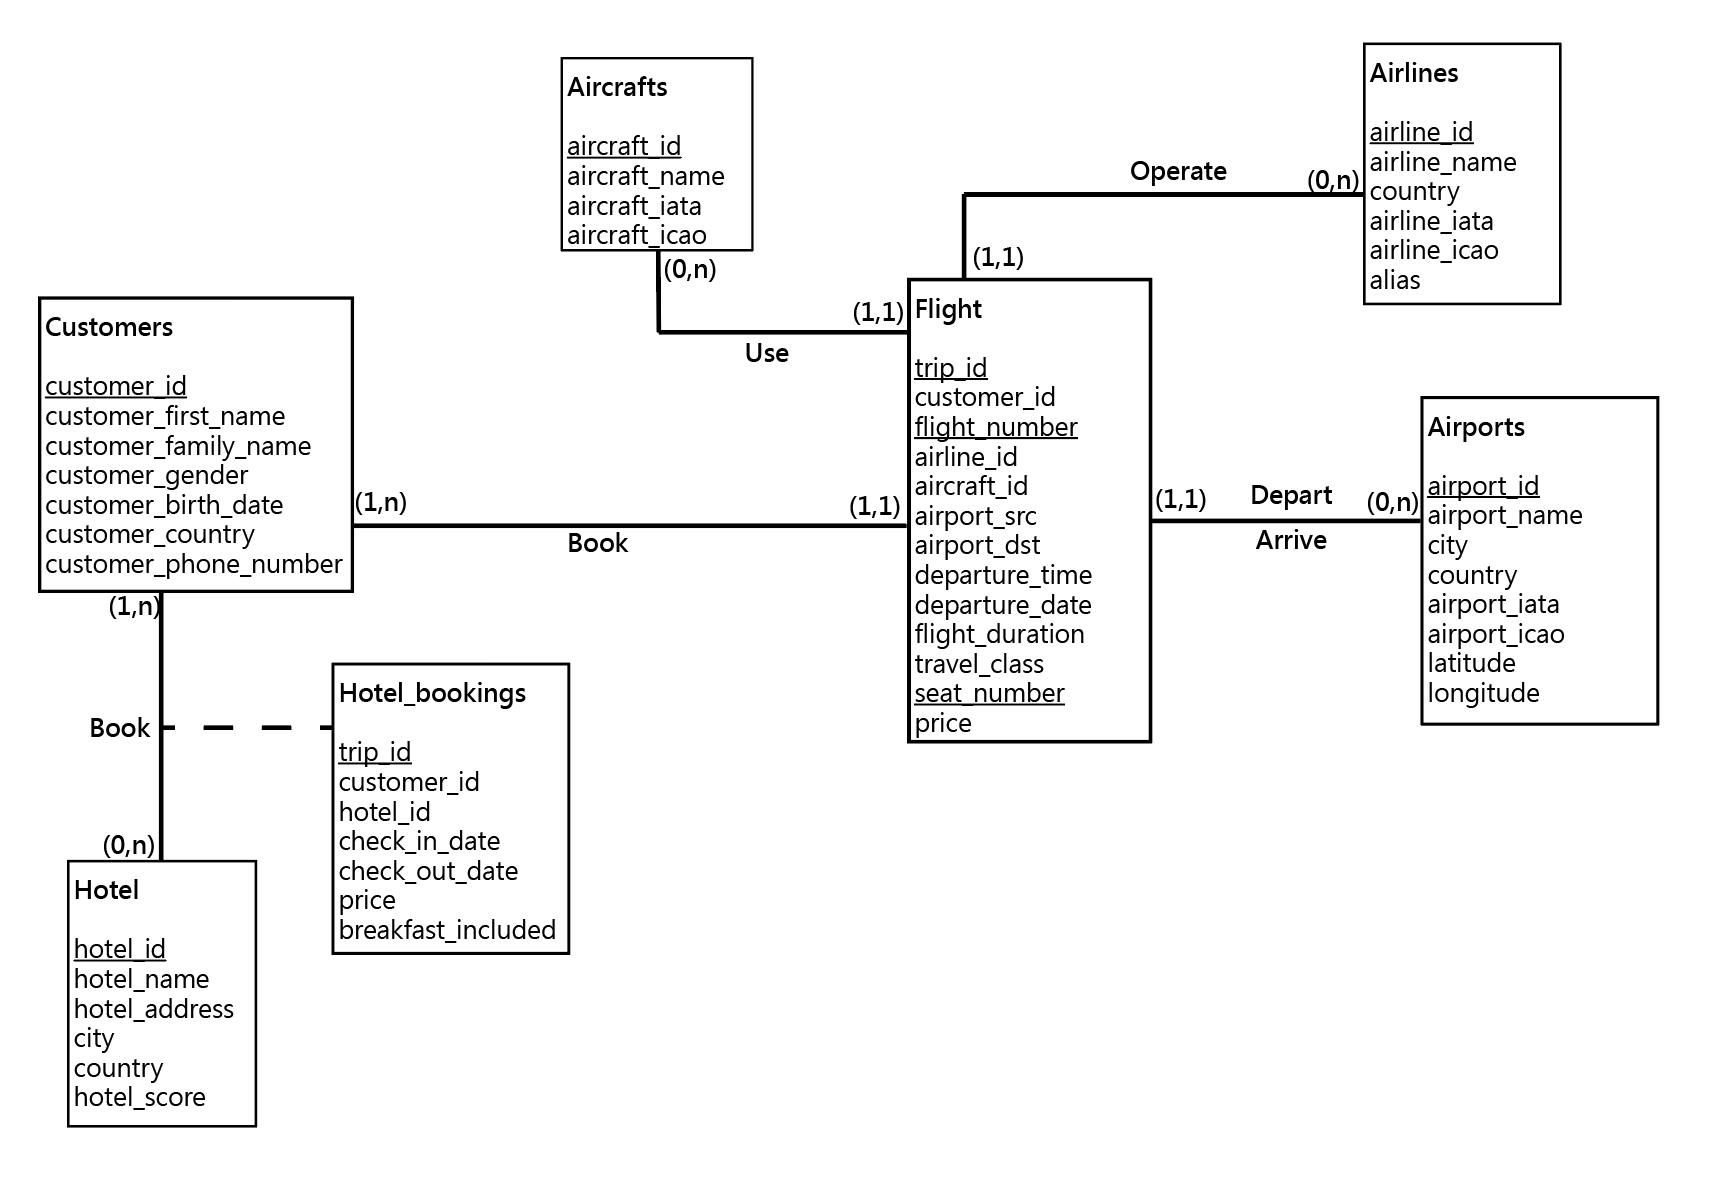 Aircrafts
aircraft_id
aircraft_name
aircraft_iata
aircraft_icao
(0,n)
Use
(1,1)
Operate
(0,n)
(1,1)
Airlines
airline_id
airline_name
country
airline_iata
airline_icao
alias
Customers
customer_id
customer_first_name
customer_family_name
customer_gender
customer_birth_date
customer_country
customer_phone_number
(1,n)
Book
(1,1)
Flight
trip_id
customer_id
flight_number
airline_id
aircraft_id
airport_src
airport_dst
departure_time
departure_date
flight_duration
travel_class
seat_number
price
(1,1)
Depart
Arrive
(0,n)
Airports
airport_id
airport_name
city
country
airport_iata
airport_icao
latitude
longitude
(1,n)
Book
(0,n)
Hotel_bookings
trip_id
customer_id
hotel_id
check_in_date
check_out_date
price
breakfast_included
Hotel
hotel_id
hotel_name
hotel_address
city
country
hotel_score